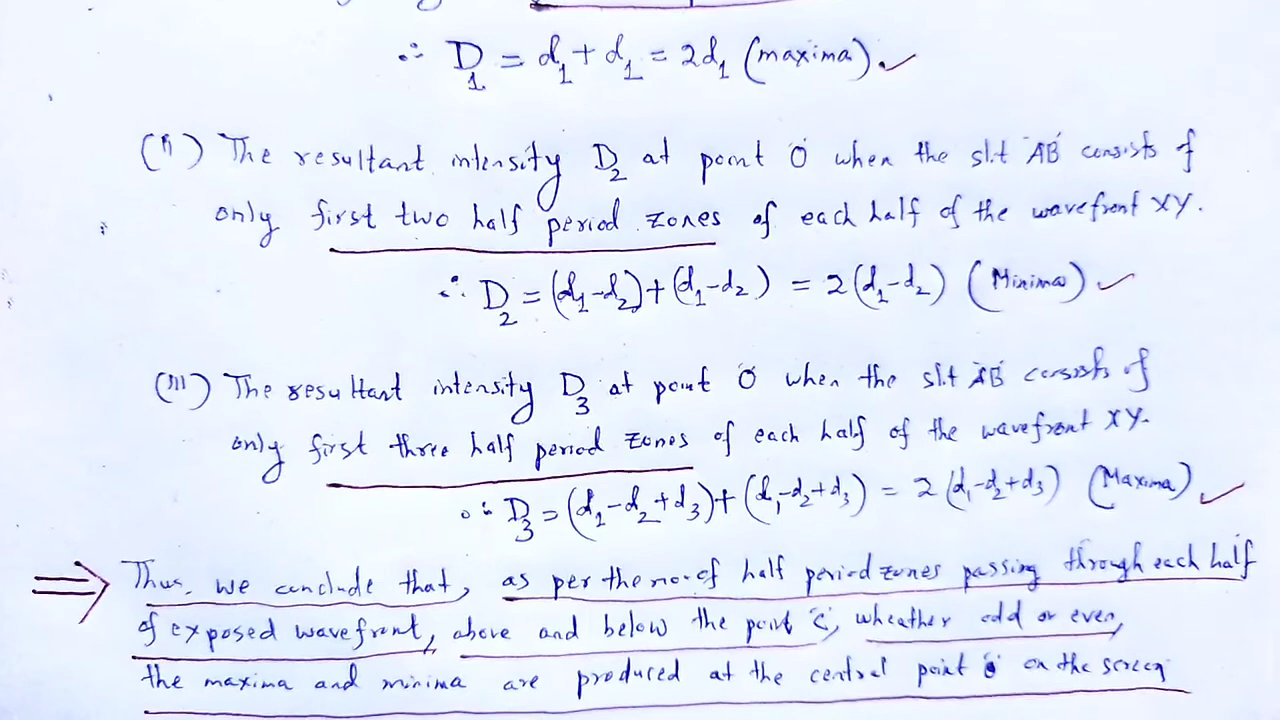 ∴ D₁ = d₁ + d₁ = 2d₁ (maxima). ✓
(ii) The resultant intensity D₂ at point 'O' when the slit 'AB' consists of
only first two half period zones of each half of the wavefront XY.
∴ D₂ = (d₁-d₂)+(d₁-d₂) = 2(d₁-d₂) (Minima) ✓
(iii) The resultant intensity D₃ at point 'O' when the slit 'AB' consists of
only first three half period zones of each half of the wavefront XY.
∴ D₃ = (d₁-d₂+d₃)+(d₁-d₂+d₃) = 2(d₁-d₂+d₃) (Maxima) ✓
⇒ Thus, we conclude that, as per the no. of half period zones passing through each half
of exposed wavefront, above and below the point 'C', wheather odd or even,
the maxima and minima are produced at the central point 'O' on the screen